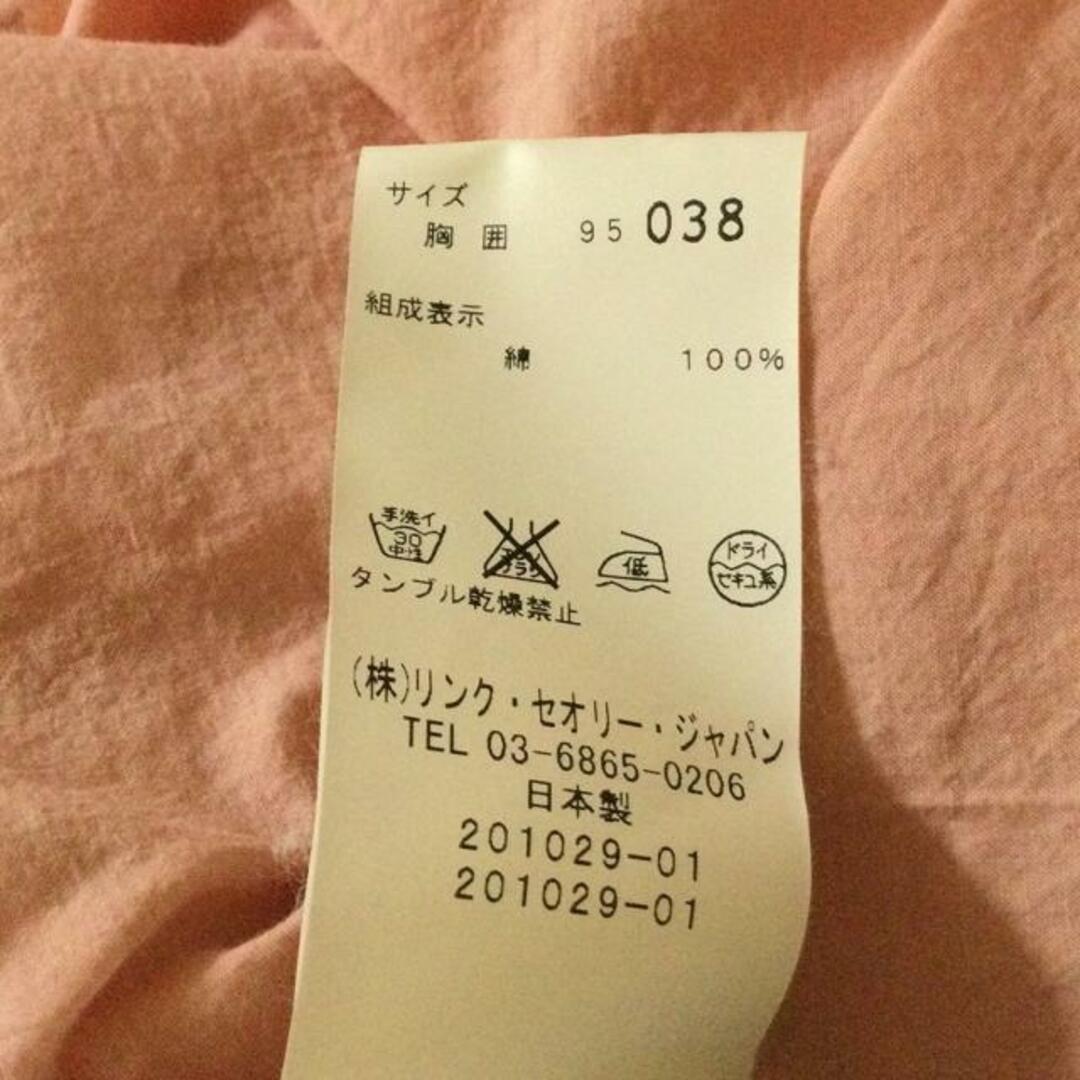 サイズ
胸囲 95 038
組成表示
綿 100%
手洗イ
30
中性
低
ドライ
セキユ系
タンブル乾燥禁止
(株)リンク・セオリー・ジャパン
TEL 03-6865-0206
日本製
201029-01
201029-01